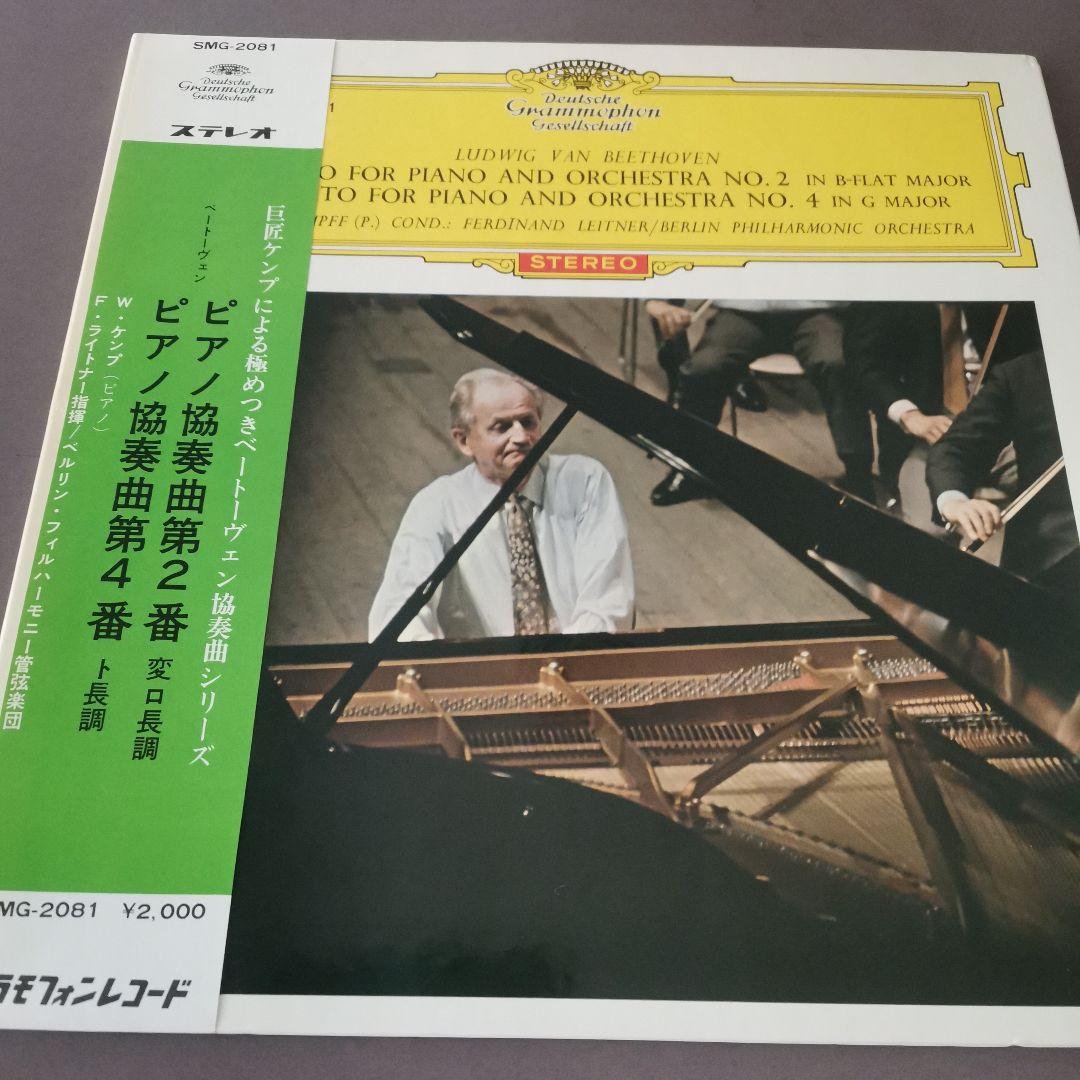 SMG-2081
Deutsche
Grammophon
Gesellschaft
ステレオ
巨匠ケンプによる極めつきベートーヴェン協奏曲シリーズ
ベートーヴェン
ピアノ協奏曲第2番 変ロ長調
ピアノ協奏曲第4番 ト長調
W・ケンプ(ピアノ)
F・ライトナー指揮/ベルリン・フィルハーモニー管弦楽団
MG-2081 ¥2,000
ラモフォンレコード
1
Deutsche
Grammophon
Gesellschaft
LUDWIG VAN BEETHOVEN
O FOR PIANO AND ORCHESTRA NO. 2 IN B-FLAT MAJOR
TO FOR PIANO AND ORCHESTRA NO. 4 IN G MAJOR
MPFF (P.) COND.: FERDINAND LEITNER/BERLIN PHILHARMONIC ORCHESTRA
STEREO